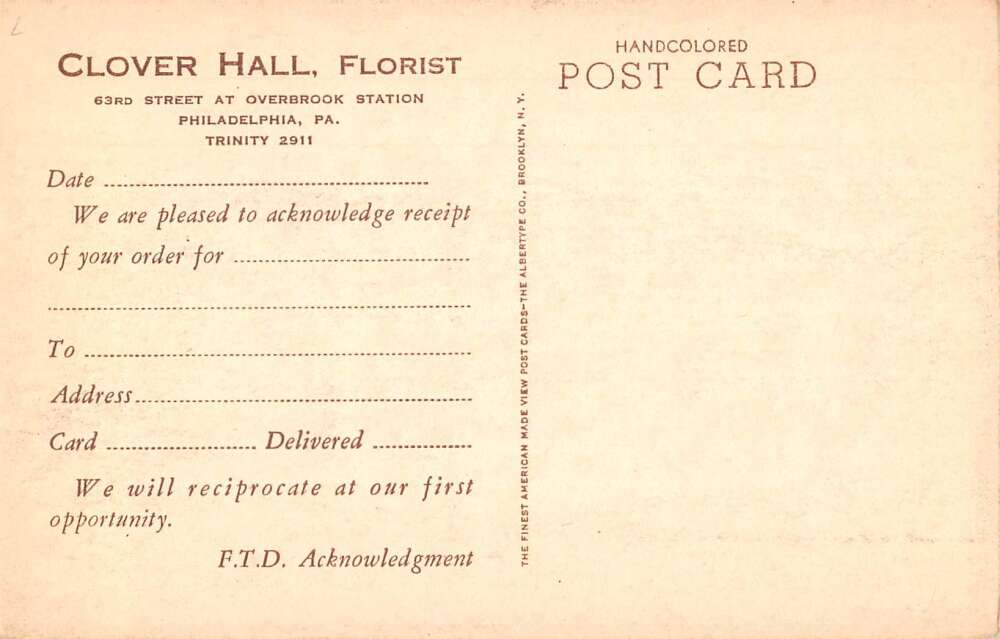 CLOVER HALL, FLORIST
63RD STREET AT OVERBROOK STATION
PHILADELPHIA, PA.
TRINITY 2911
Date
We are pleased to acknowledge receipt
of your order for
To
Address
Card Delivered
We will reciprocate at our first
opportunity.
F.T.D. Acknowledgment
THE FINEST AMERICAN MADE VIEW POST CARDS—THE ALBERTYPE CO., BROOKLYN, N. Y.
HANDCOLORED
POST CARD